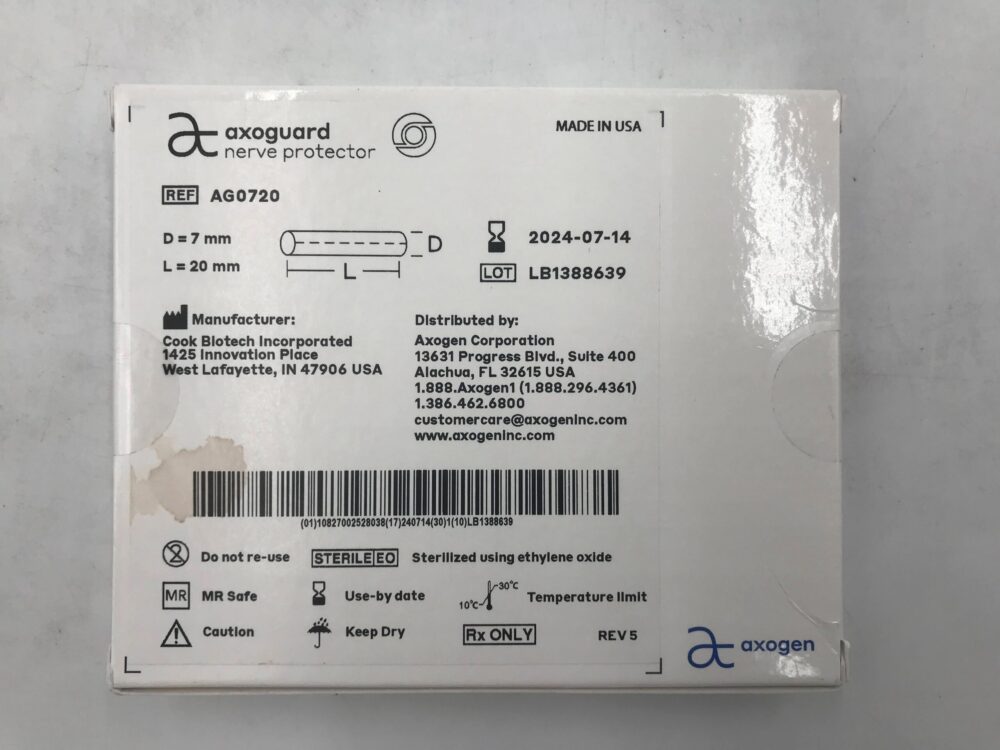 axoguard
nerve protector
MADE IN USA
REF AG0720
D = 7 mm
L = 20 mm
D
L
2024-07-14
LOT LB1388639
Manufacturer:
Cook Biotech Incorporated
1425 Innovation Place
West Lafayette, IN 47906 USA
Distributed by:
Axogen Corporation
13631 Progress Blvd., Suite 400
Alachua, FL 32615 USA
1.888.Axogen1 (1.888.296.4361)
1.386.462.6800
customercare@axogeninc.com
www.axogeninc.com
(01)10827002528038(17)240714(30)1(10)LB1388639
Do not re-use STERILE EO Sterilized using ethylene oxide
MR MR Safe Use-by date 10°C 30°C Temperature limit
Caution Keep Dry Rx ONLY REV 5
axogen